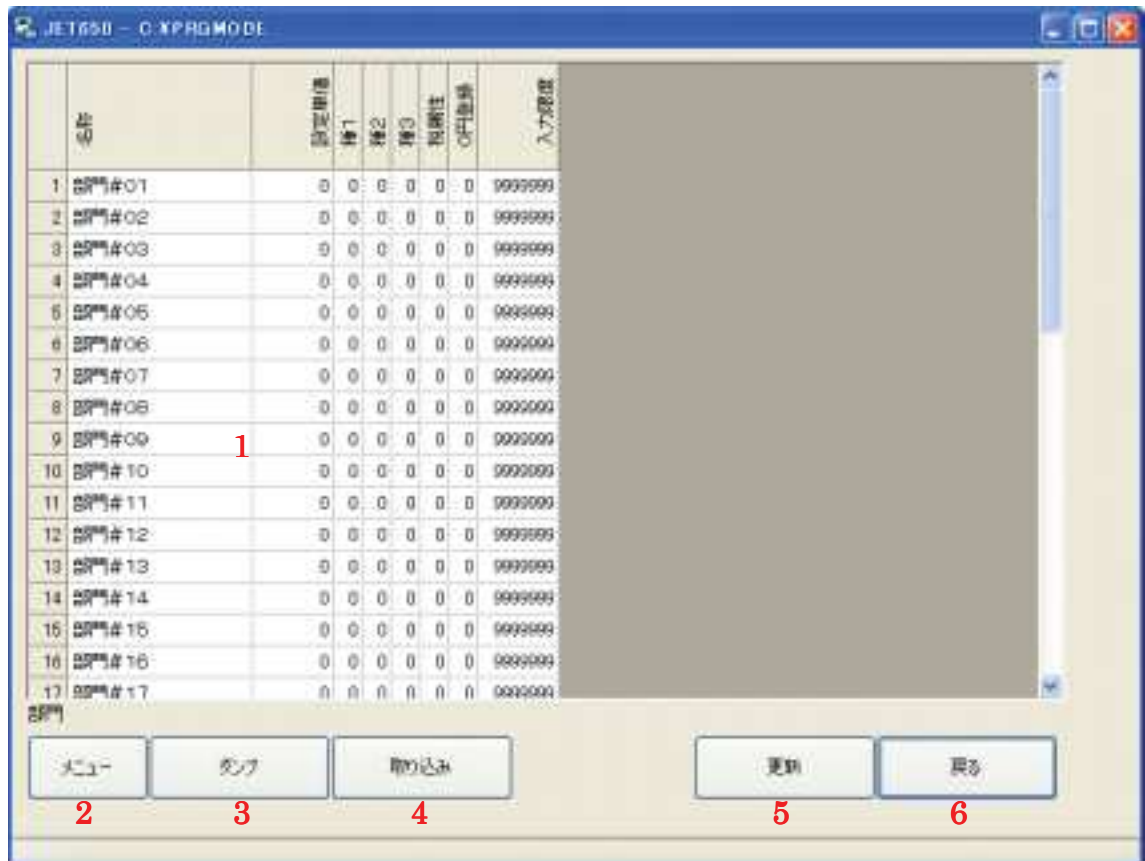 JET650 - C:¥PRGMODE
名称 設定単価 種1 種2 種3 税属性 0円登録 入力限度
1 部門#01 0 0 0 0 0 0 9999999
2 部門#02 0 0 0 0 0 0 9999999
3 部門#03 0 0 0 0 0 0 9999999
4 部門#04 0 0 0 0 0 0 9999999
5 部門#05 0 0 0 0 0 0 9999999
6 部門#06 0 0 0 0 0 0 9999999
7 部門#07 0 0 0 0 0 0 9999999
8 部門#08 0 0 0 0 0 0 9999999
9 部門#09 0 0 0 0 0 0 9999999
1
10 部門#10 0 0 0 0 0 0 9999999
11 部門#11 0 0 0 0 0 0 9999999
12 部門#12 0 0 0 0 0 0 9999999
13 部門#13 0 0 0 0 0 0 9999999
14 部門#14 0 0 0 0 0 0 9999999
15 部門#15 0 0 0 0 0 0 9999999
16 部門#16 0 0 0 0 0 0 9999999
17 部門#17 0 0 0 0 0 0 9999999
部門
メニュー ダンプ 取り込み 更新 戻る
2 3 4 5 6